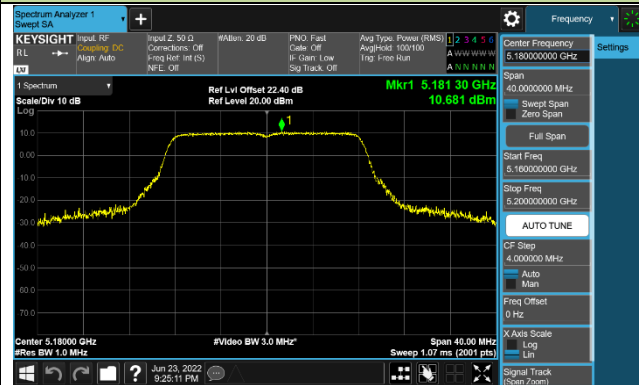 Spectrum Analyzer 1
Swept SA
+
Frequency
KEYSIGHT
RL
Input: RF
Coupling: DC
Align: Auto
Input Z: 50 Ω
Corrections: Off
Freq Ref: Int (S)
NFE: Off
#Atten: 20 dB
PNO: Fast
Gate: Off
IF Gain: Low
Sig Track: Off
Avg Type: Power (RMS)
Avg|Hold: 100/100
Trig: Free Run
1 2 3 4 5 6
A W W W W W
A N N N N N
LXI
1 Spectrum
Scale/Div 10 dB
Log
Ref Lvl Offset 22.40 dB
Ref Level 20.00 dBm
Mkr1 5.181 30 GHz
10.681 dBm
1
10.0
0.00
-10.0
-20.0
-30.0
-40.0
-50.0
-60.0
-70.0
Center 5.18000 GHz
#Res BW 1.0 MHz
#Video BW 3.0 MHz*
Span 40.00 MHz
Sweep 1.07 ms (2001 pts)
Jun 23, 2022
9:25:11 PM
Center Frequency
5.180000000 GHz
Settings
Span
40.0000000 MHz
Swept Span
Zero Span
Full Span
Start Freq
5.160000000 GHz
Stop Freq
5.200000000 GHz
AUTO TUNE
CF Step
4.000000 MHz
Auto
Man
Freq Offset
0 Hz
X Axis Scale
Log
Lin
Signal Track
(Span Zoom)